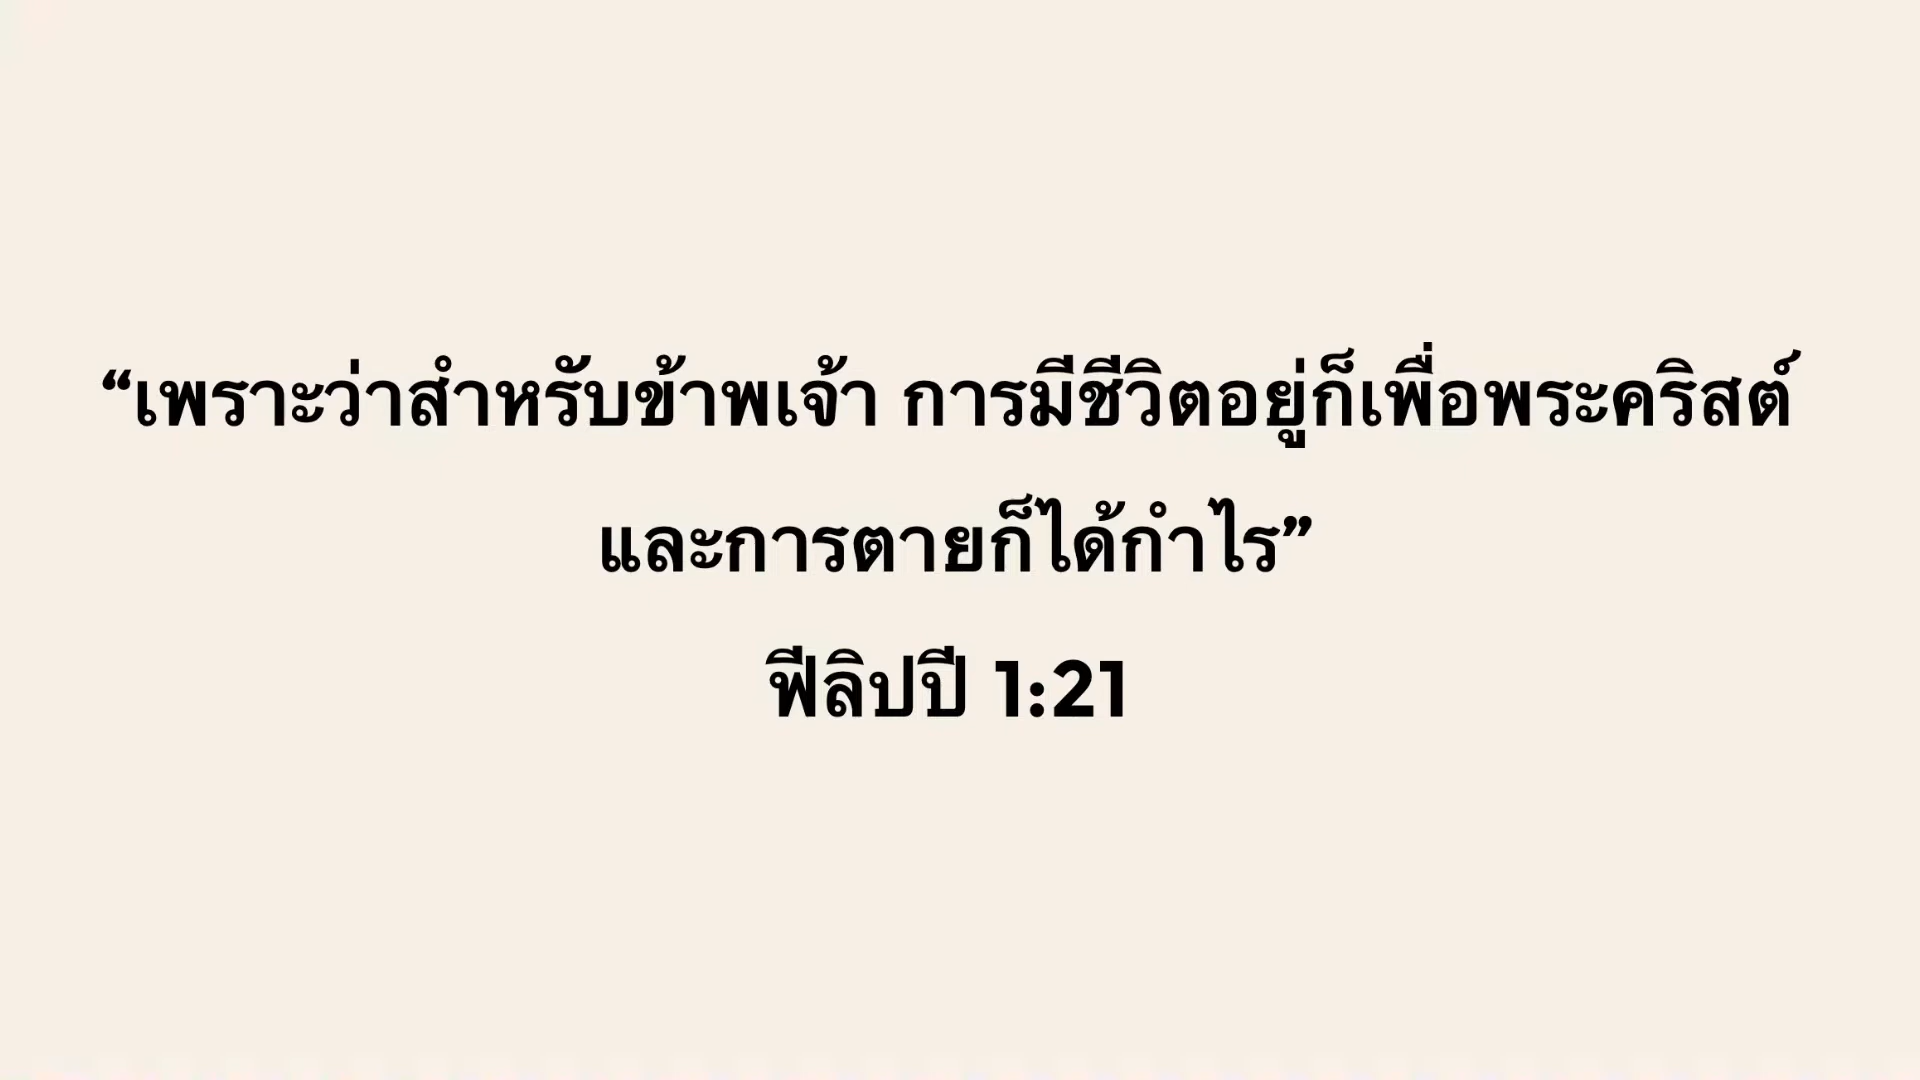 “เพราะว่าสำหรับข้าพเจ้า การมีชีวิตอยู่ก็เพื่อพระคริสต์
และการตายก็ได้กำไร”
ฟีลิปปี 1:21